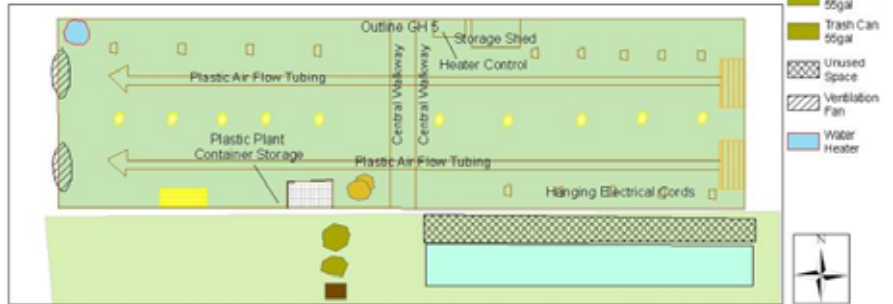 55gal
Trash Can
55gal
Unused
Space
Ventilation
Fan
Water
Heater
Outline GH 5
Storage Shed
Heater Control
Plastic Air Flow Tubing
Central Walkway
Central Walkway
Plastic Plant
Container Storage
Plastic Air Flow Tubing
Hanging Electrical Cords
N